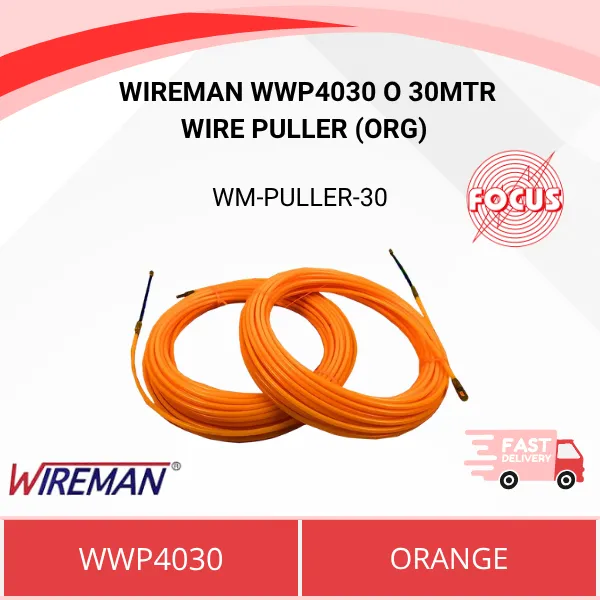 WIREMAN WWP4030 O 30MTR
WIRE PULLER (ORG)
WM-PULLER-30
FOCUS
FAST
DELIVERY
WIREMAN®
WWP4030
ORANGE